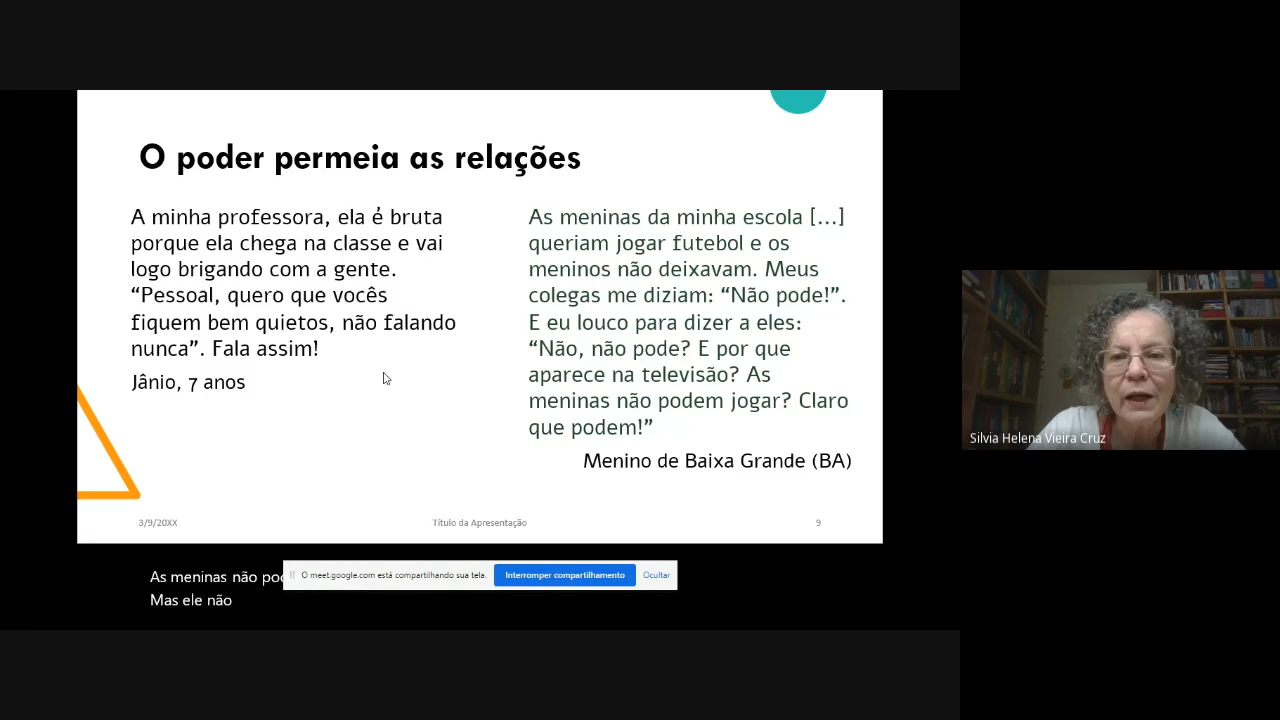 O poder permeia as relações
A minha professora, ela é bruta
porque ela chega na classe e vai
logo brigando com a gente.
“Pessoal, quero que vocês
fiquem bem quietos, não falando
nunca”. Fala assim!
Jânio, 7 anos
As meninas da minha escola [...]
queriam jogar futebol e os
meninos não deixavam. Meus
colegas me diziam: “Não pode!”.
E eu louco para dizer a eles:
“Não, não pode? E por que
aparece na televisão? As
meninas não podem jogar? Claro
que podem!”
Menino de Baixa Grande (BA)
3/9/20XX
Título da Apresentação
9
Silvia Helena Vieira Cruz
As meninas não
Mas ele não
O meet.google.com está compartilhando sua tela.
Interromper compartilhamento
Ocultar